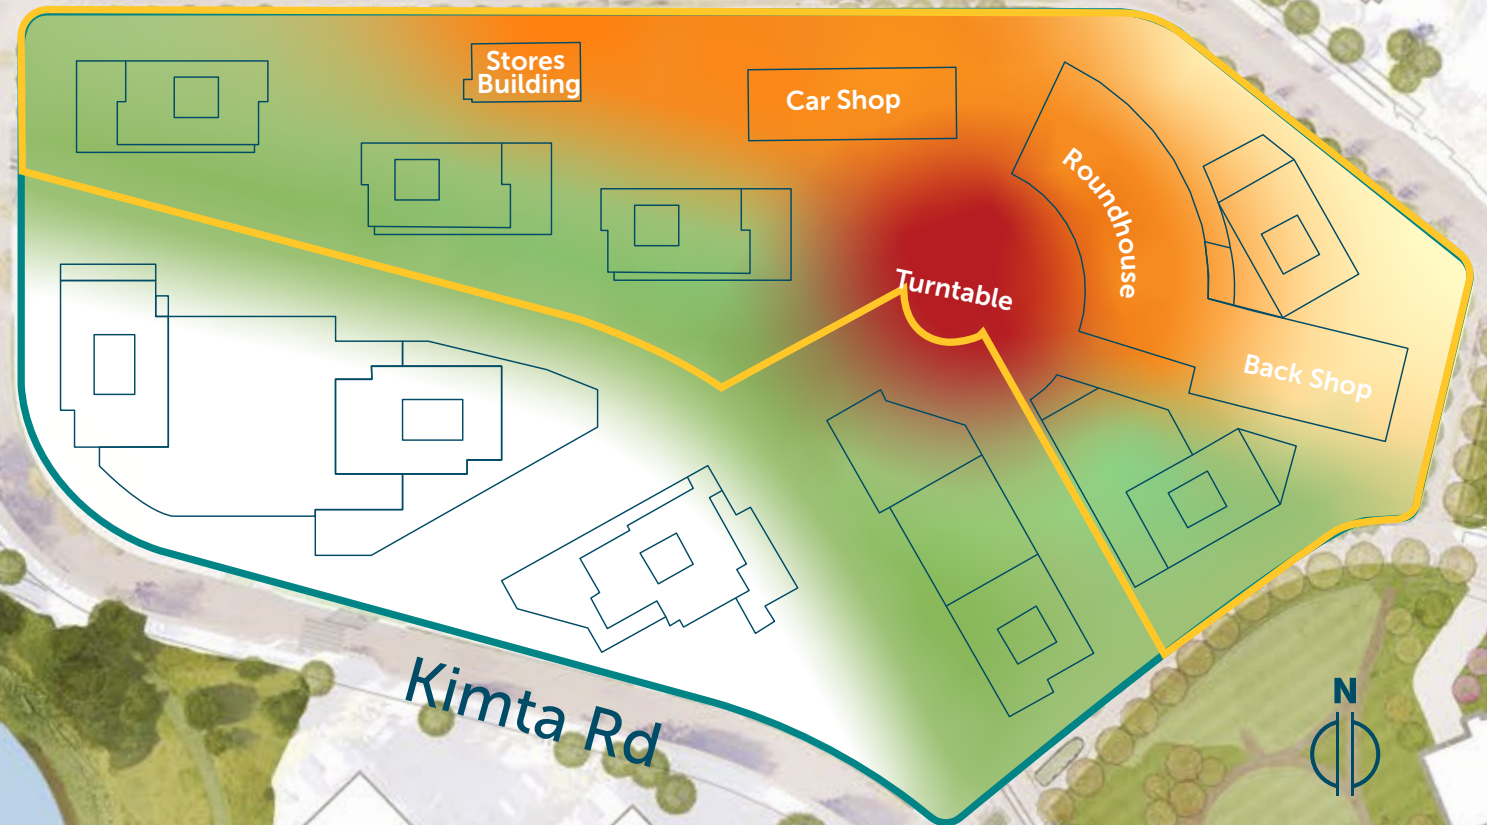 Stores
Building
Car Shop
Roundhouse
Turntable
Back Shop
Kimta Rd
N